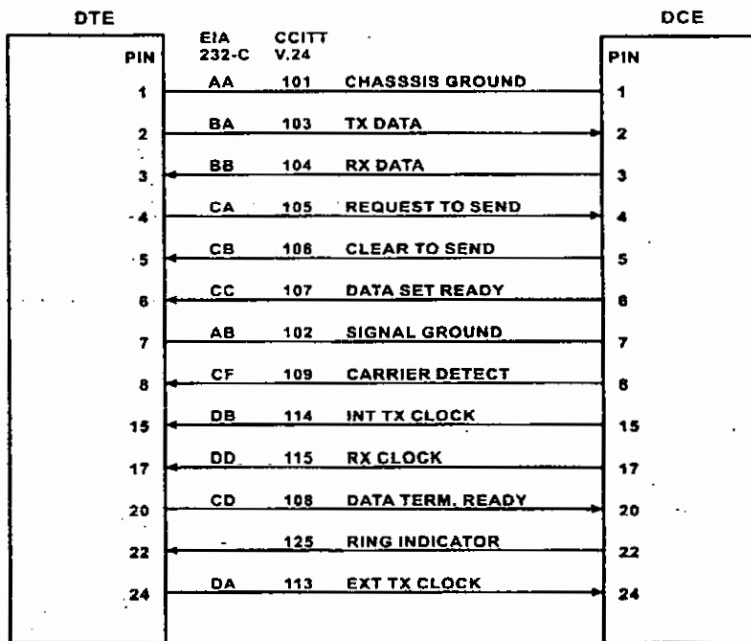 DTE DCE
EIA CCITT
PIN 232-C V.24 PIN
1 AA 101 CHASSSIS GROUND 1
2 BA 103 TX DATA 2
3 BB 104 RX DATA 3
4 CA 105 REQUEST TO SEND 4
5 CB 106 CLEAR TO SEND 5
6 CC 107 DATA SET READY 6
7 AB 102 SIGNAL GROUND 7
8 CF 109 CARRIER DETECT 8
15 DB 114 INT TX CLOCK 15
17 DD 115 RX CLOCK 17
20 CD 108 DATA TERM. READY 20
22 125 RING INDICATOR 22
24 DA 113 EXT TX CLOCK 24